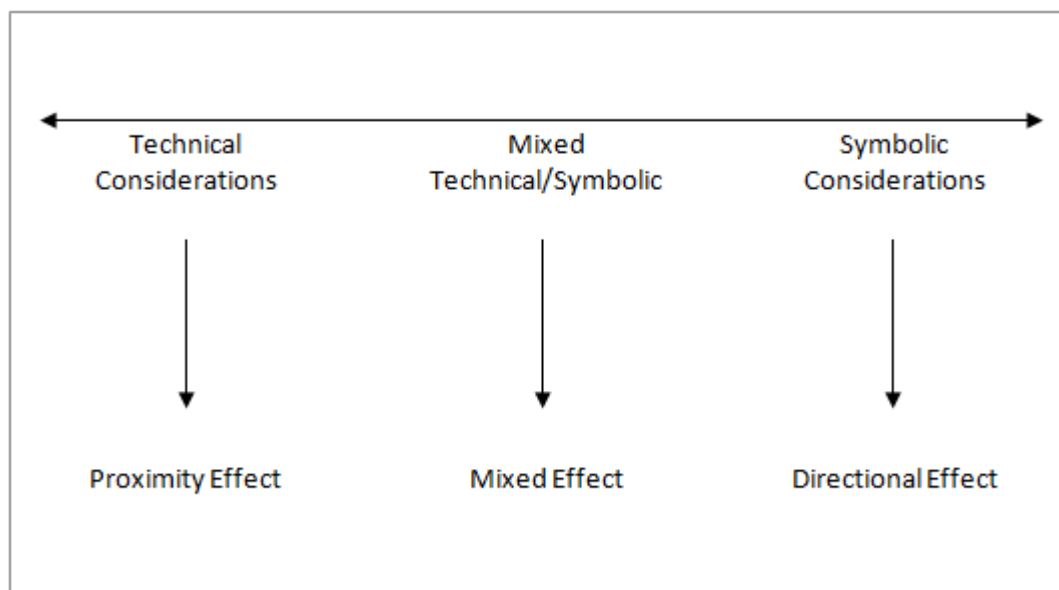 Technical
Considerations
Mixed
Technical/Symbolic
Symbolic
Considerations
Proximity Effect
Mixed Effect
Directional Effect